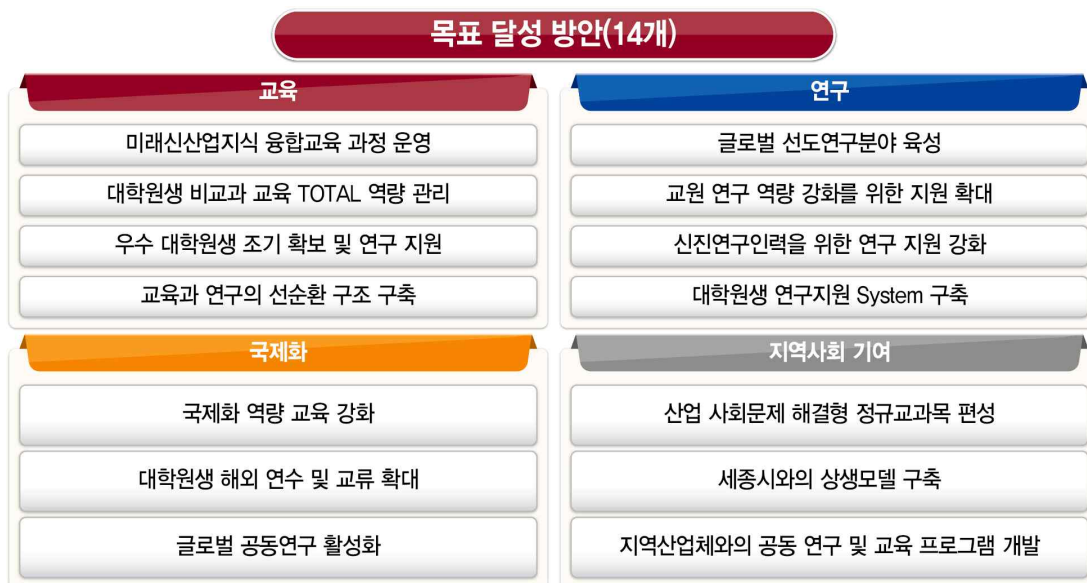 목표 달성 방안(14개)
교육
미래신산업지식 융합교육 과정 운영
대학원생 비교과 교육 TOTAL 역량 관리
우수 대학원생 조기 확보 및 연구 지원
교육과 연구의 선순환 구조 구축
연구
글로벌 선도연구분야 육성
교원 연구 역량 강화를 위한 지원 확대
신진연구인력을 위한 연구 지원 강화
대학원생 연구지원 System 구축
국제화
국제화 역량 교육 강화
대학원생 해외 연수 및 교류 확대
글로벌 공동연구 활성화
지역사회 기여
산업 사회문제 해결형 정규교과목 편성
세종시와의 상생모델 구축
지역산업체와의 공동 연구 및 교육 프로그램 개발